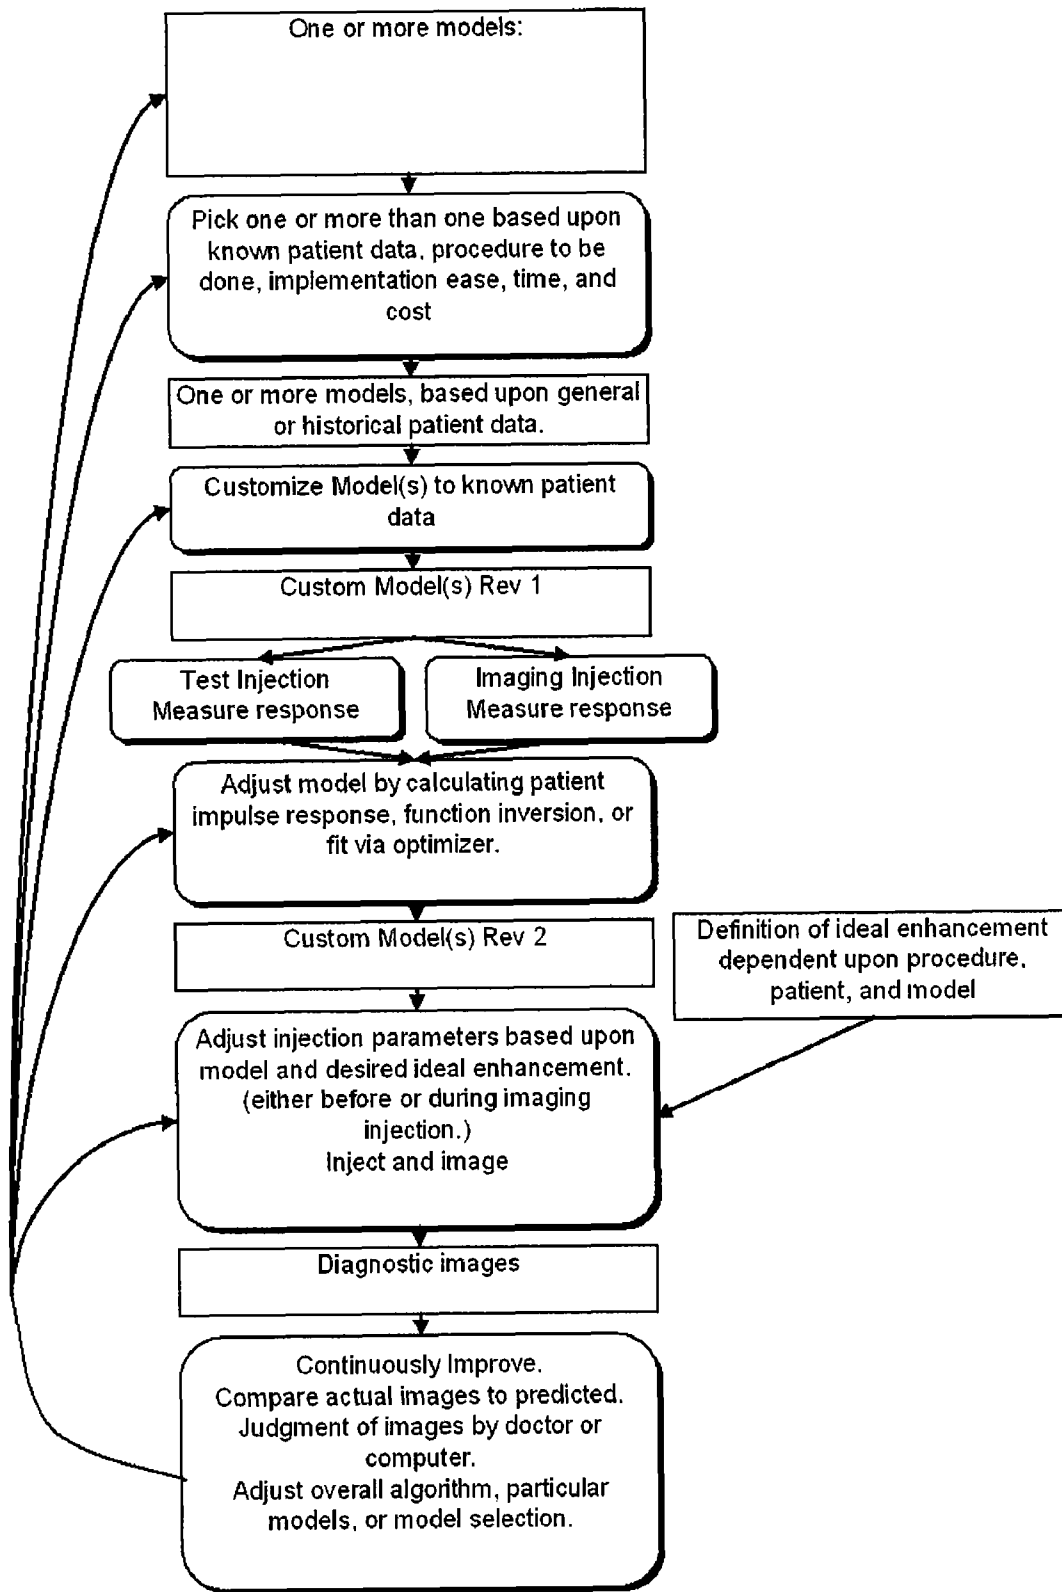 One or more models:
Pick one or more than one based upon
known patient data, procedure to be
done, implementation ease, time, and
cost
One or more models, based upon general
or historical patient data.
Customize Model(s) to known patient
data
Custom Model(s) Rev 1
Test Injection
Measure response
Imaging Injection
Measure response
Adjust model by calculating patient
impulse response, function inversion, or
fit via optimizer.
Custom Model(s) Rev 2
Definition of ideal enhancement
dependent upon procedure,
patient, and model
Adjust injection parameters based upon
model and desired ideal enhancement.
(either before or during imaging
injection.)
Inject and image
Diagnostic images
Continuously Improve.
Compare actual images to predicted.
Judgment of images by doctor or
computer.
Adjust overall algorithm, particular
models, or model selection.